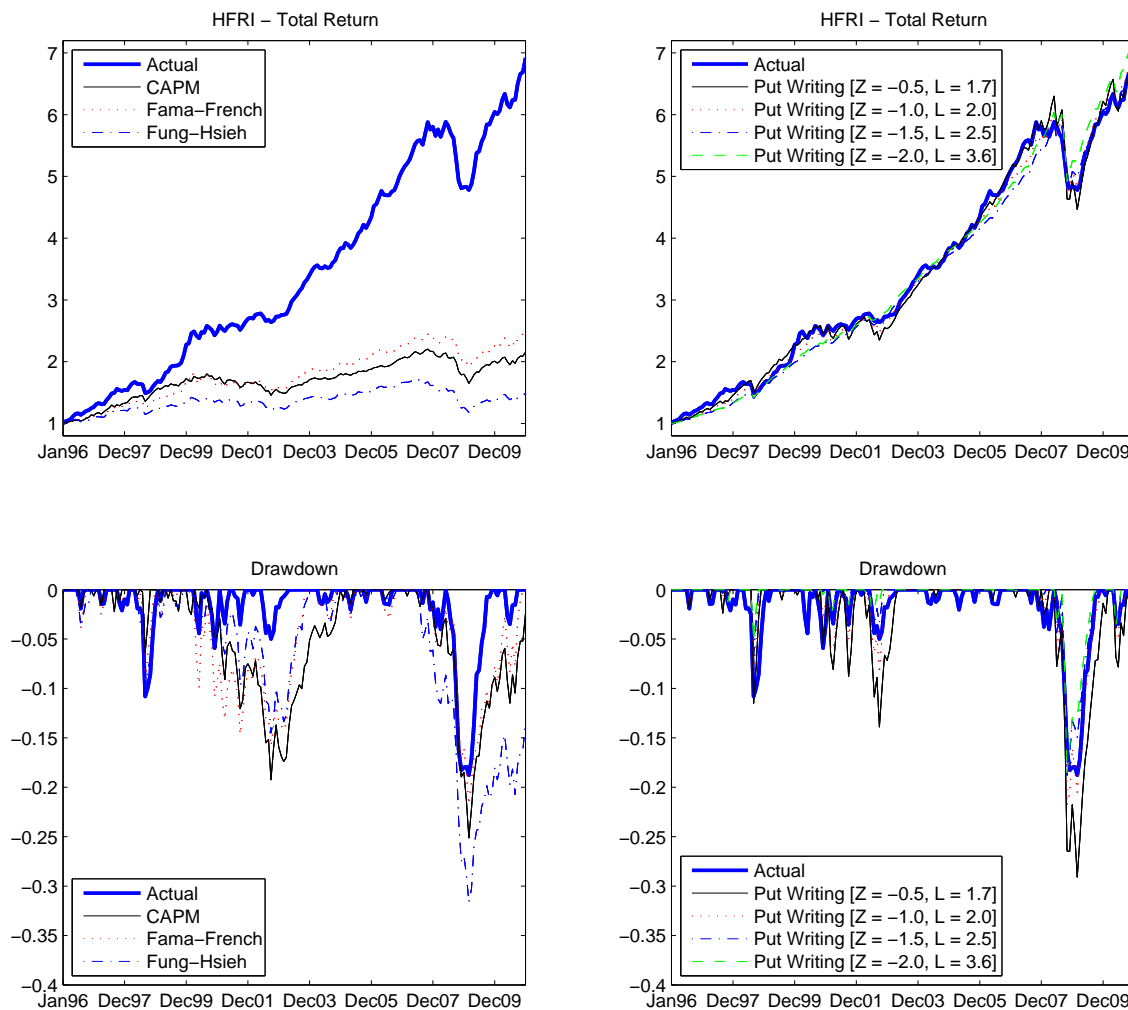 HFRI − Total Return
7
6
5
4
3
2
1
Actual
CAPM
Fama−French
Fung−Hsieh
Jan96 Dec97 Dec99 Dec01 Dec03 Dec05 Dec07 Dec09
HFRI − Total Return
7
6
5
4
3
2
1
Actual
Put Writing [Z = −0.5, L = 1.7]
Put Writing [Z = −1.0, L = 2.0]
Put Writing [Z = −1.5, L = 2.5]
Put Writing [Z = −2.0, L = 3.6]
Jan96 Dec97 Dec99 Dec01 Dec03 Dec05 Dec07 Dec09
Drawdown
0
−0.05
−0.1
−0.15
−0.2
−0.25
−0.3
−0.35
−0.4
Actual
CAPM
Fama−French
Fung−Hsieh
Jan96 Dec97 Dec99 Dec01 Dec03 Dec05 Dec07 Dec09
Drawdown
0
−0.05
−0.1
−0.15
−0.2
−0.25
−0.3
−0.35
−0.4
Actual
Put Writing [Z = −0.5, L = 1.7]
Put Writing [Z = −1.0, L = 2.0]
Put Writing [Z = −1.5, L = 2.5]
Put Writing [Z = −2.0, L = 3.6]
Jan96 Dec97 Dec99 Dec01 Dec03 Dec05 Dec07 Dec09